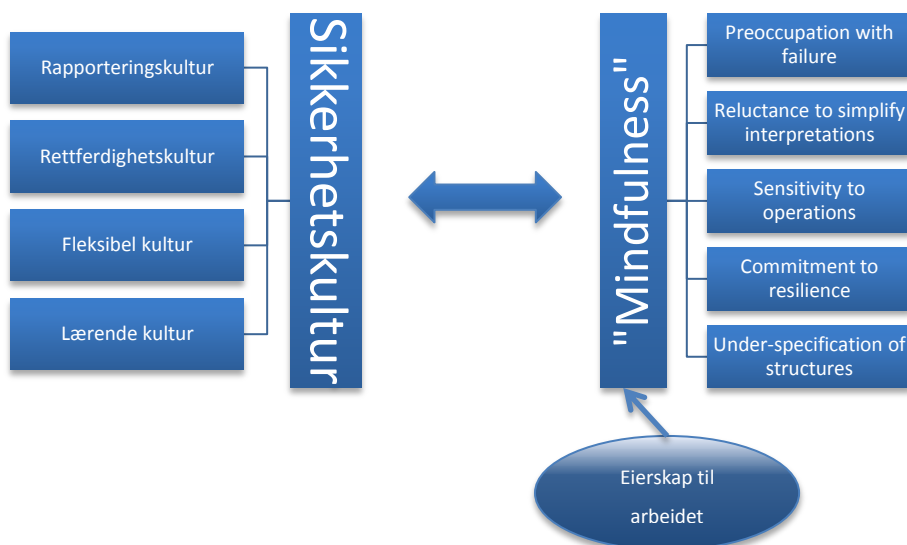 Rapporteringskultur
Rettferdighetskultur
Fleksibel kultur
Lærende kultur
Sikkerhetskultur
"Mindfulness"
Preoccupation with
failure
Reluctance to simplify
interpretations
Sensitivity to
operations
Commitment to
resilience
Under-specification of
structures
Eierskap til
arbeidet